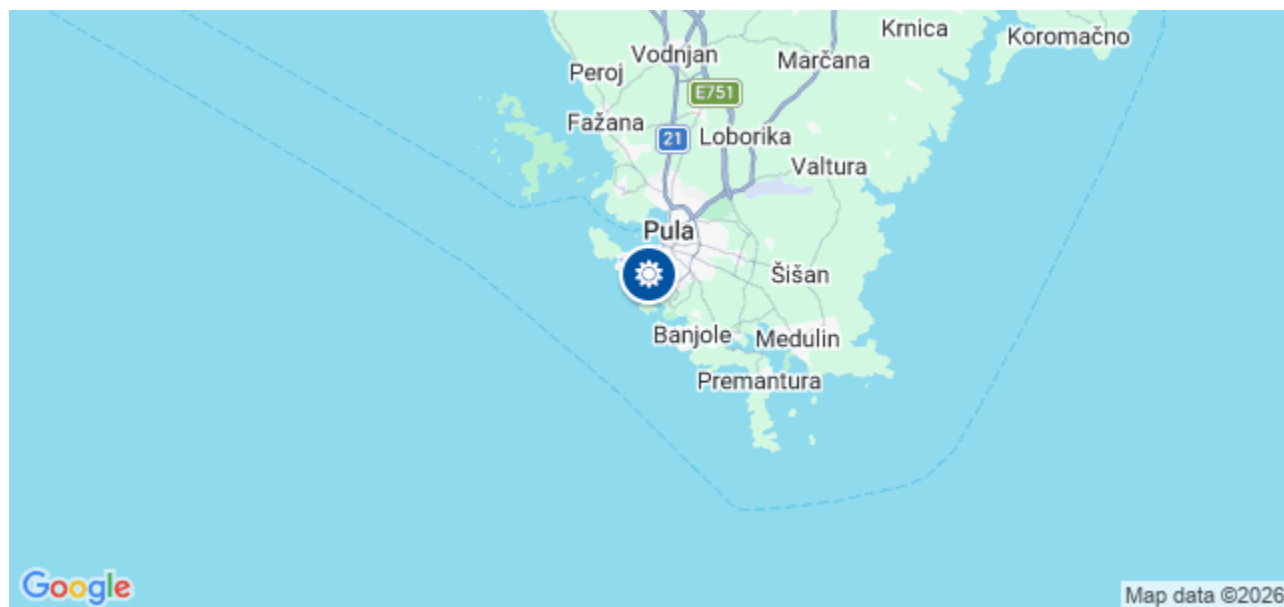 Krnica
Koromačno
Vodnjan
Marčana
Peroj
E751
Fažana
21
Loborika
Valtura
Pula
Šišan
Banjole
Medulin
Premantura
Google
Map data ©2026